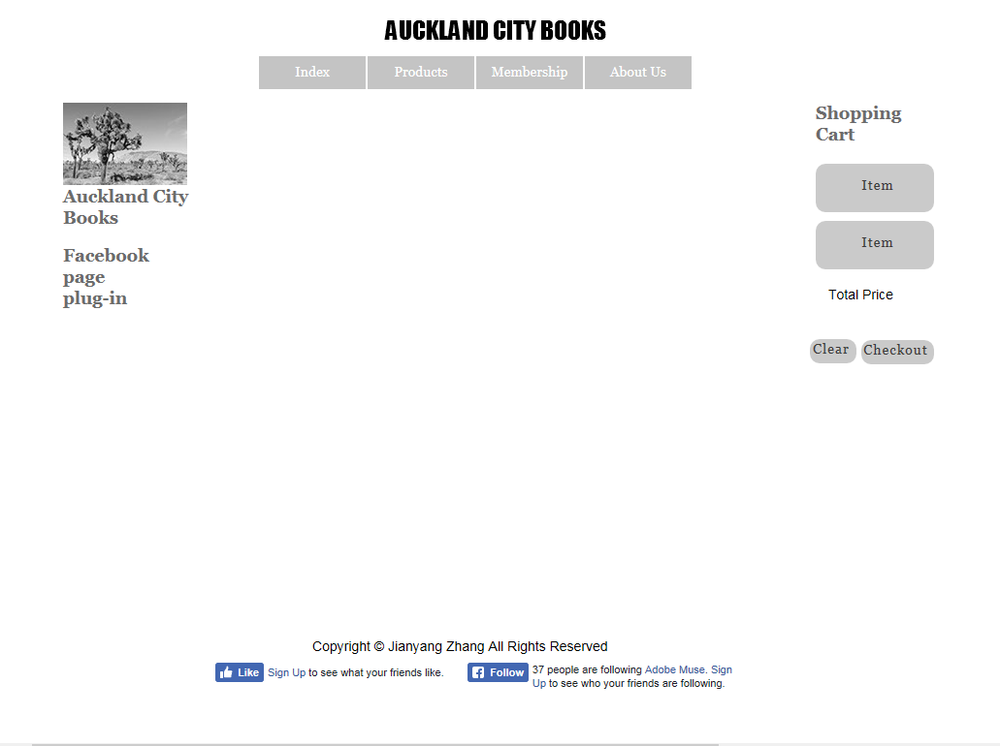 AUCKLAND CITY BOOKS
Index Products Membership About Us
Auckland City
Books
Facebook
page
plug-in
Shopping
Cart
Item
Item
Total Price
Clear Checkout
Copyright © Jianyang Zhang All Rights Reserved
Like Sign Up to see what your friends like.
Follow 37 people are following Adobe Muse. Sign
Up to see who your friends are following.